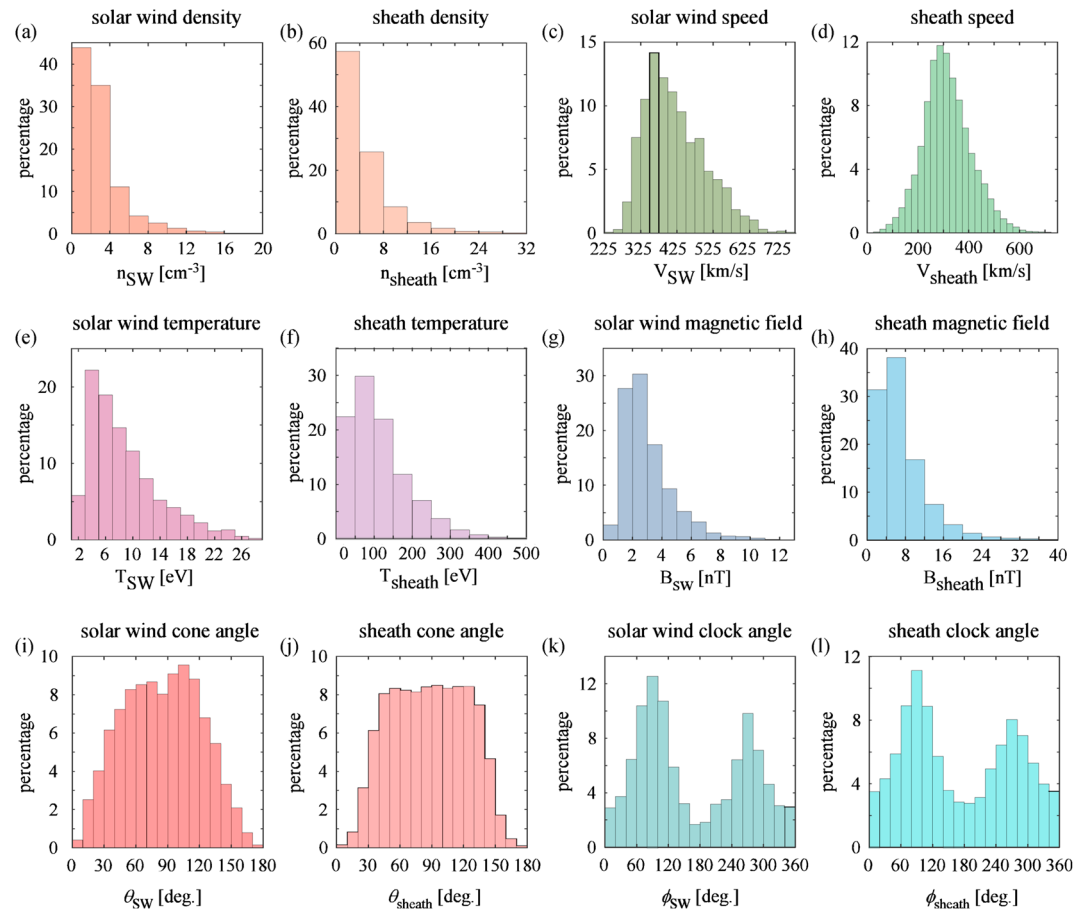 (a) solar wind density
percentage
40
30
20
10
0
0 4 8 12 16 20
nSW [cm-3]
(b) sheath density
percentage
60
40
20
0
0 8 16 24 32
nsheath [cm-3]
(c) solar wind speed
percentage
15
10
5
0
225 325 425 525 625 725
VSW [km/s]
(d) sheath speed
percentage
12
8
4
0
200 400 600
Vsheath [km/s]
(e) solar wind temperature
percentage
20
10
0
2 6 10 14 18 22 26
TSW [eV]
(f) sheath temperature
percentage
30
20
10
0
0 100 200 300 400 500
Tsheath [eV]
(g) solar wind magnetic field
percentage
30
20
10
0
0 2 4 6 8 10 12
BSW [nT]
(h) sheath magnetic field
percentage
40
30
20
10
0
0 8 16 24 32 40
Bsheath [nT]
(i) solar wind cone angle
percentage
10
8
6
4
2
0
0 30 60 90 120 150 180
θSW [deg.]
(j) sheath cone angle
percentage
10
8
6
4
2
0
30 60 90 120 150 180
θsheath [deg.]
(k) solar wind clock angle
percentage
12
8
4
0
0 60 120 180 240 300 360
ϕSW [deg.]
(l) sheath clock angle
percentage
12
8
4
0
0 60 120 180 240 300 360
ϕsheath [deg.]